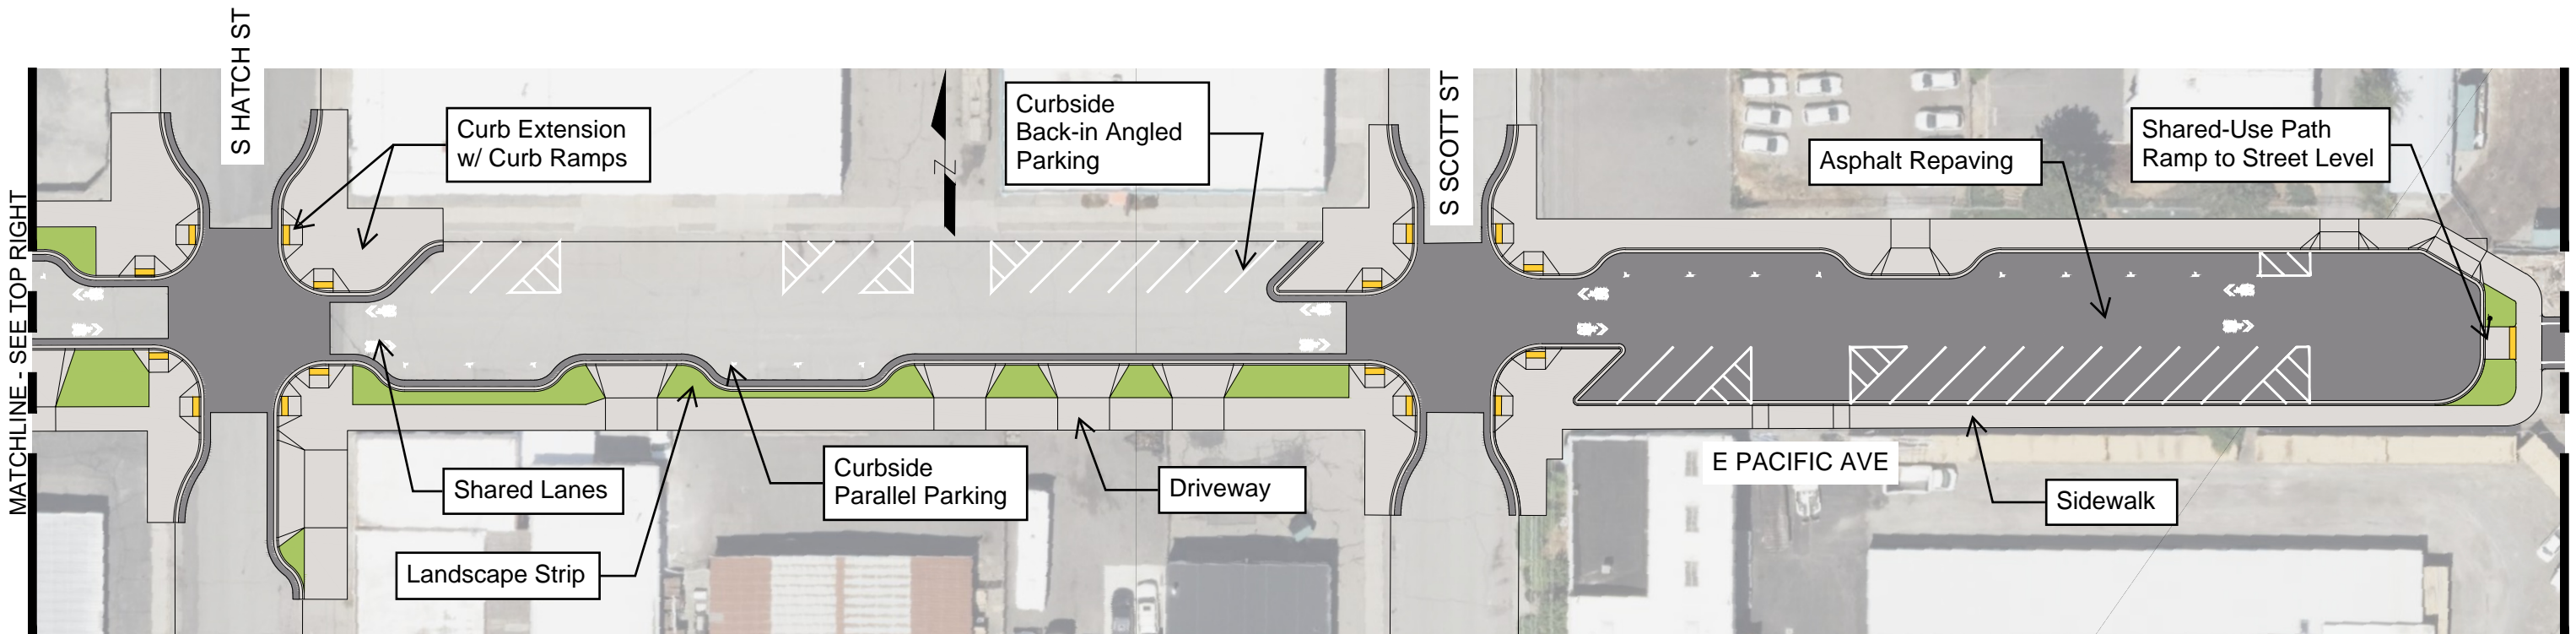 S HATCH ST
S SCOTT ST
MATCHLINE - SEE TOP RIGHT
Curb Extension
w/ Curb Ramps
N
Curbside
Back-in Angled
Parking
Asphalt Repaving
Shared-Use Path
Ramp to Street Level
Shared Lanes
Landscape Strip
Curbside
Parallel Parking
Driveway
E PACIFIC AVE
Sidewalk